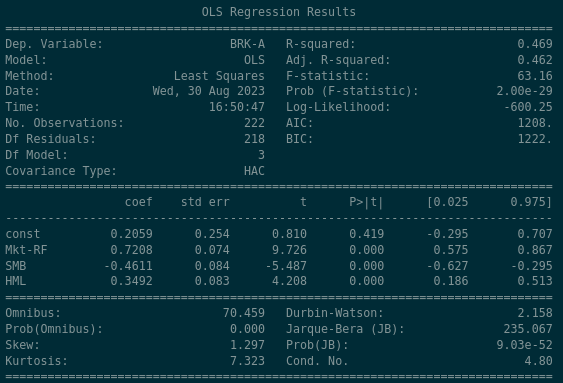 OLS Regression Results
==============================================================================
Dep. Variable:                  BRK-A   R-squared:                       0.469
Model:                            OLS   Adj. R-squared:                  0.462
Method:                 Least Squares   F-statistic:                     63.16
Date:                Wed, 30 Aug 2023   Prob (F-statistic):           2.00e-29
Time:                        16:50:47   Log-Likelihood:                -600.25
No. Observations:                 222   AIC:                             1208.
Df Residuals:                     218   BIC:                             1222.
Df Model:                           3
Covariance Type:                  HAC
==============================================================================
                 coef    std err          t      P>|t|      [0.025      0.975]
------------------------------------------------------------------------------
const          0.2059      0.254      0.810      0.419      -0.295       0.707
Mkt-RF         0.7208      0.074      9.726      0.000       0.575       0.867
SMB           -0.4611      0.084     -5.487      0.000      -0.627      -0.295
HML            0.3492      0.083      4.208      0.000       0.186       0.513
==============================================================================
Omnibus:                       70.459   Durbin-Watson:                   2.158
Prob(Omnibus):                  0.000   Jarque-Bera (JB):              235.067
Skew:                           1.297   Prob(JB):                     9.03e-52
Kurtosis:                       7.323   Cond. No.                         4.80
==============================================================================